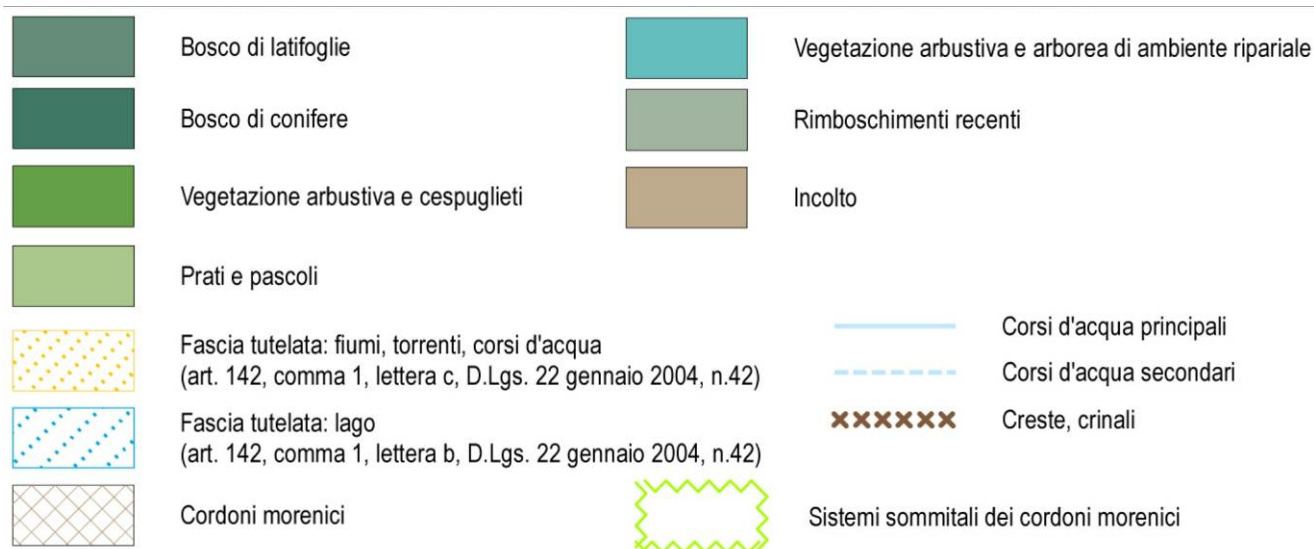 Bosco di latifoglie
Bosco di conifere
Vegetazione arbustiva e cespuglieti
Prati e pascoli
Fascia tutelata: fiumi, torrenti, corsi d'acqua
(art. 142, comma 1, lettera c, D.Lgs. 22 gennaio 2004, n.42)
Fascia tutelata: lago
(art. 142, comma 1, lettera b, D.Lgs. 22 gennaio 2004, n.42)
Cordoni morenici
Vegetazione arbustiva e arborea di ambiente ripariale
Rimboschimenti recenti
Incolto
Corsi d'acqua principali
Corsi d'acqua secondari
Creste, crinali
Sistemi sommitali dei cordoni morenici